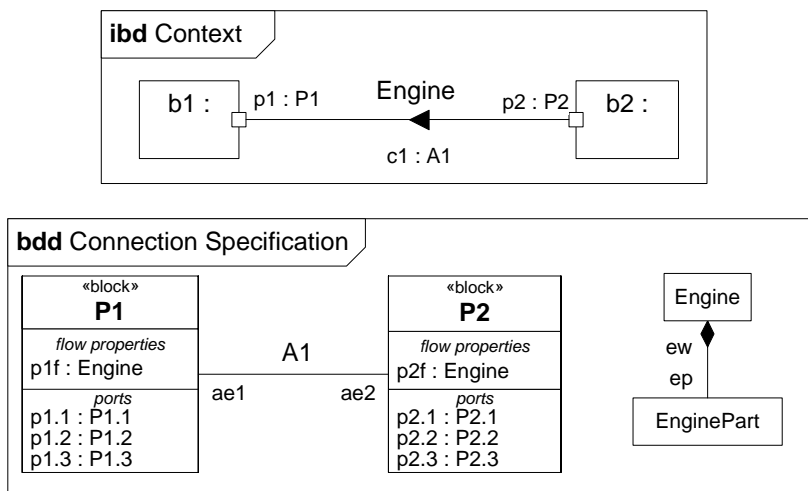 ibd Context
b1 :
p1 : P1
Engine
p2 : P2
b2 :
c1 : A1
bdd Connection Specification
«block»
P1
flow properties
p1f : Engine
ports
p1.1 : P1.1
p1.2 : P1.2
p1.3 : P1.3
A1
ae1
ae2
«block»
P2
flow properties
p2f : Engine
ports
p2.1 : P2.1
p2.2 : P2.2
p2.3 : P2.3
Engine
ew
ep
EnginePart